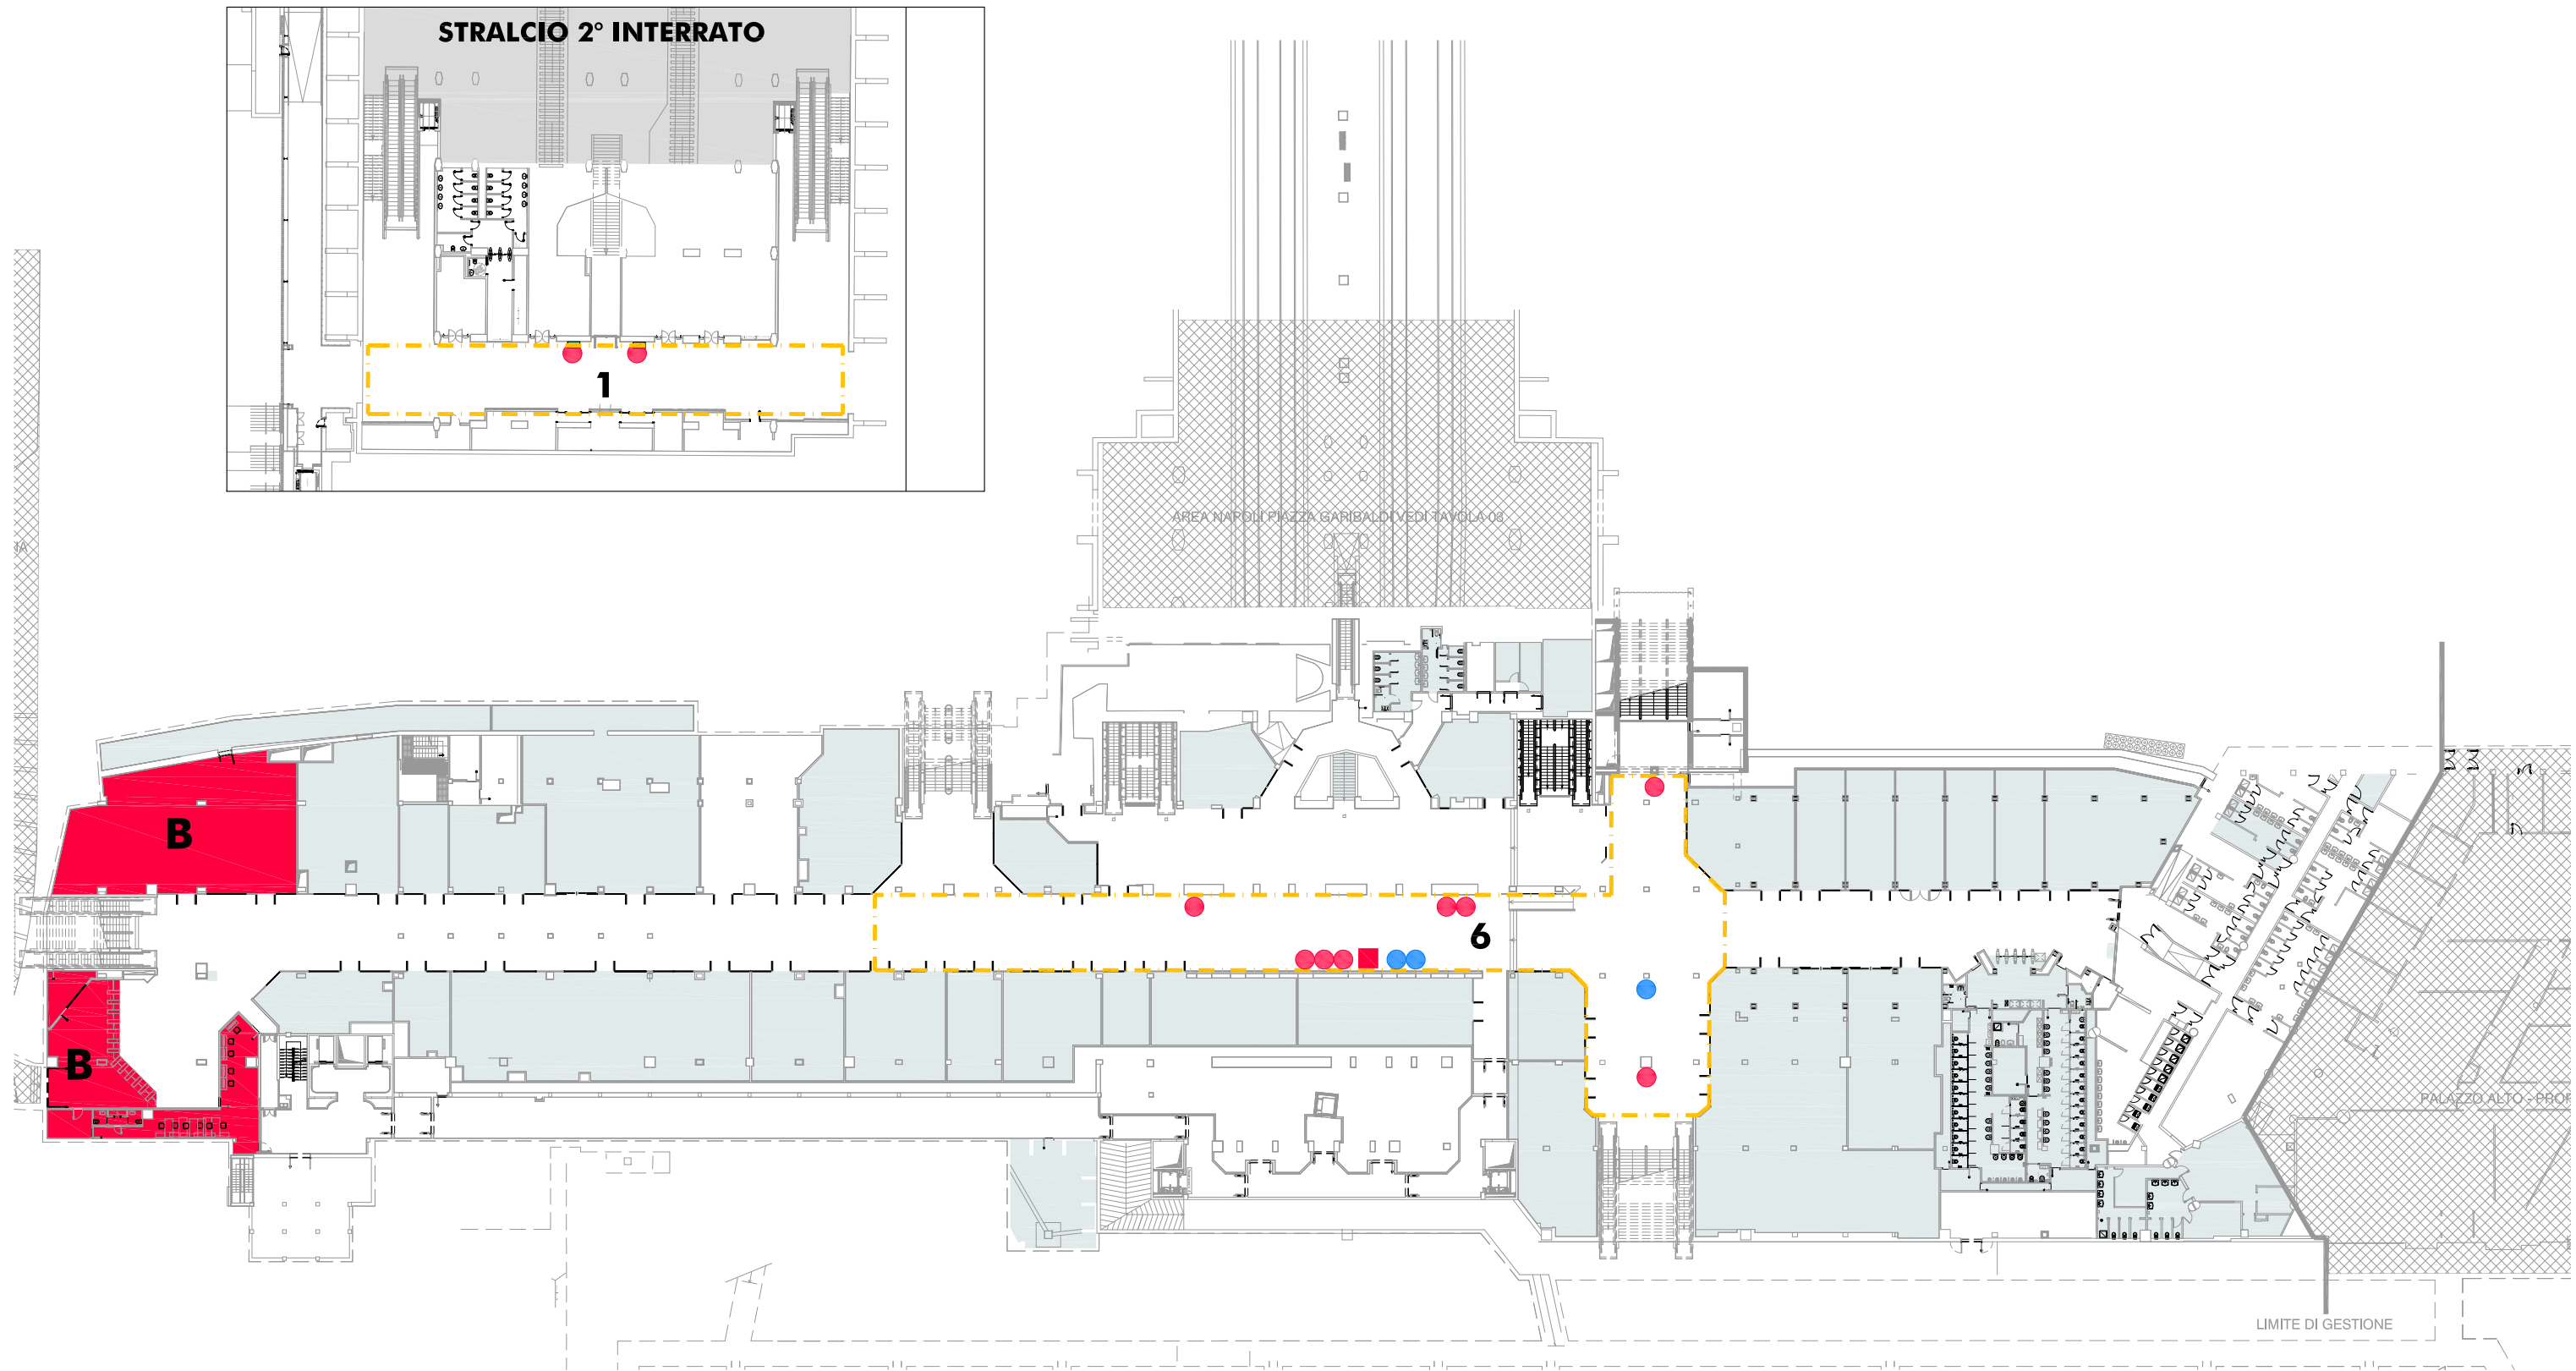 STRALCIO 2° INTERRATO
1
AREA NAPOLI PIAZZA GARIBALDI VEDI TAVOLA 03
B
6
B
PALAZZO ALTO - PROP
LIMITE DI GESTIONE